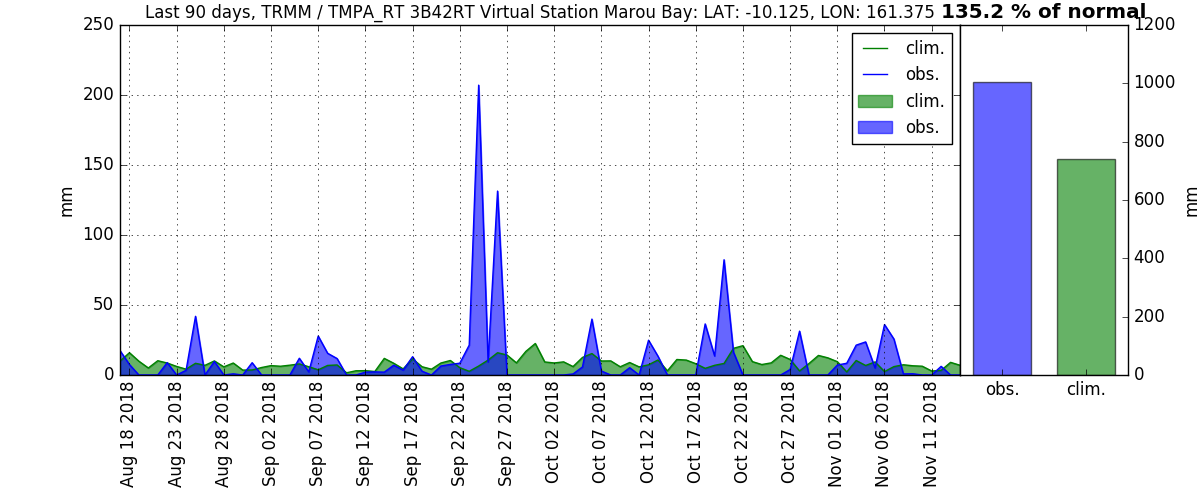 Last 90 days, TRMM / TMPA_RT 3B42RT Virtual Station Marou Bay: LAT: -10.125, LON: 161.375 135.2 % of normal
250
200
150
100
50
0
mm
clim.
obs.
clim.
obs.
1200
1000
800
600
400
200
0
mm
obs.
clim.
Aug 18 2018
Aug 23 2018
Aug 28 2018
Sep 02 2018
Sep 07 2018
Sep 12 2018
Sep 17 2018
Sep 22 2018
Sep 27 2018
Oct 02 2018
Oct 07 2018
Oct 12 2018
Oct 17 2018
Oct 22 2018
Oct 27 2018
Nov 01 2018
Nov 06 2018
Nov 11 2018